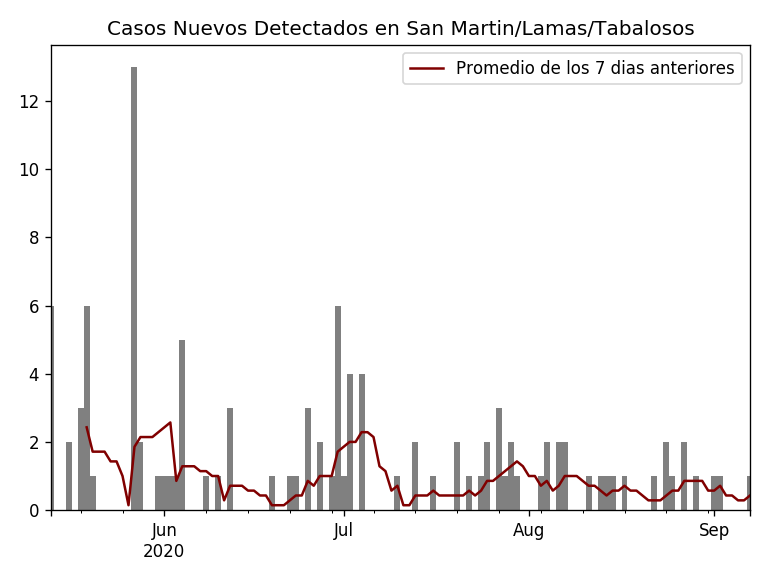 Casos Nuevos Detectados en San Martin/Lamas/Tabalosos
Promedio de los 7 dias anteriores
12
10
8
6
4
2
0
Jun
2020
Jul
Aug
Sep